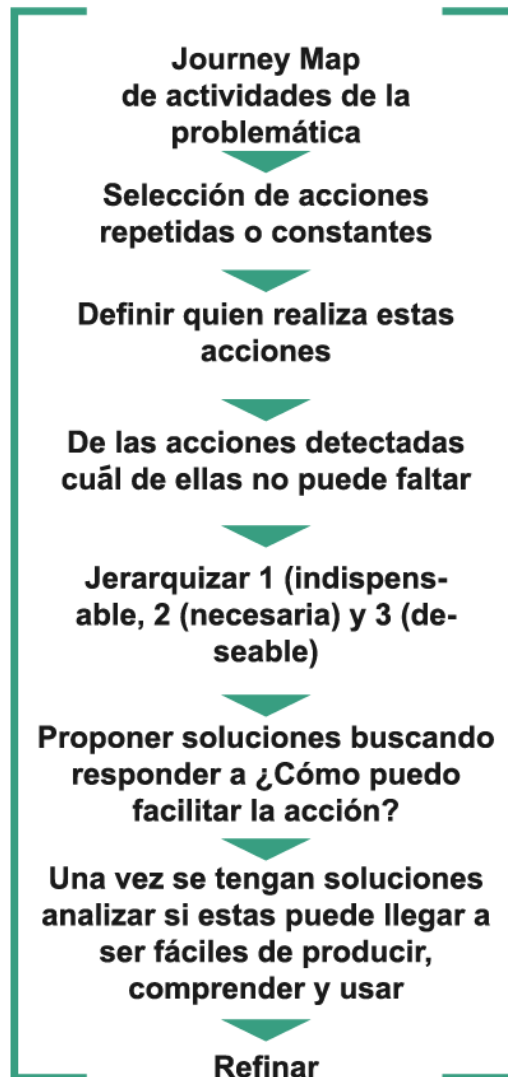 Journey Map
de actividades de la
problemática
Selección de acciones
repetidas o constantes
Definir quien realiza estas
acciones
De las acciones detectadas
cuál de ellas no puede faltar
Jerarquizar 1 (indispens-
able, 2 (necesaria) y 3 (de-
seable)
Proponer soluciones buscando
responder a ¿Cómo puedo
facilitar la acción?
Una vez se tengan soluciones
analizar si estas puede llegar a
ser fáciles de producir,
comprender y usar
Refinar